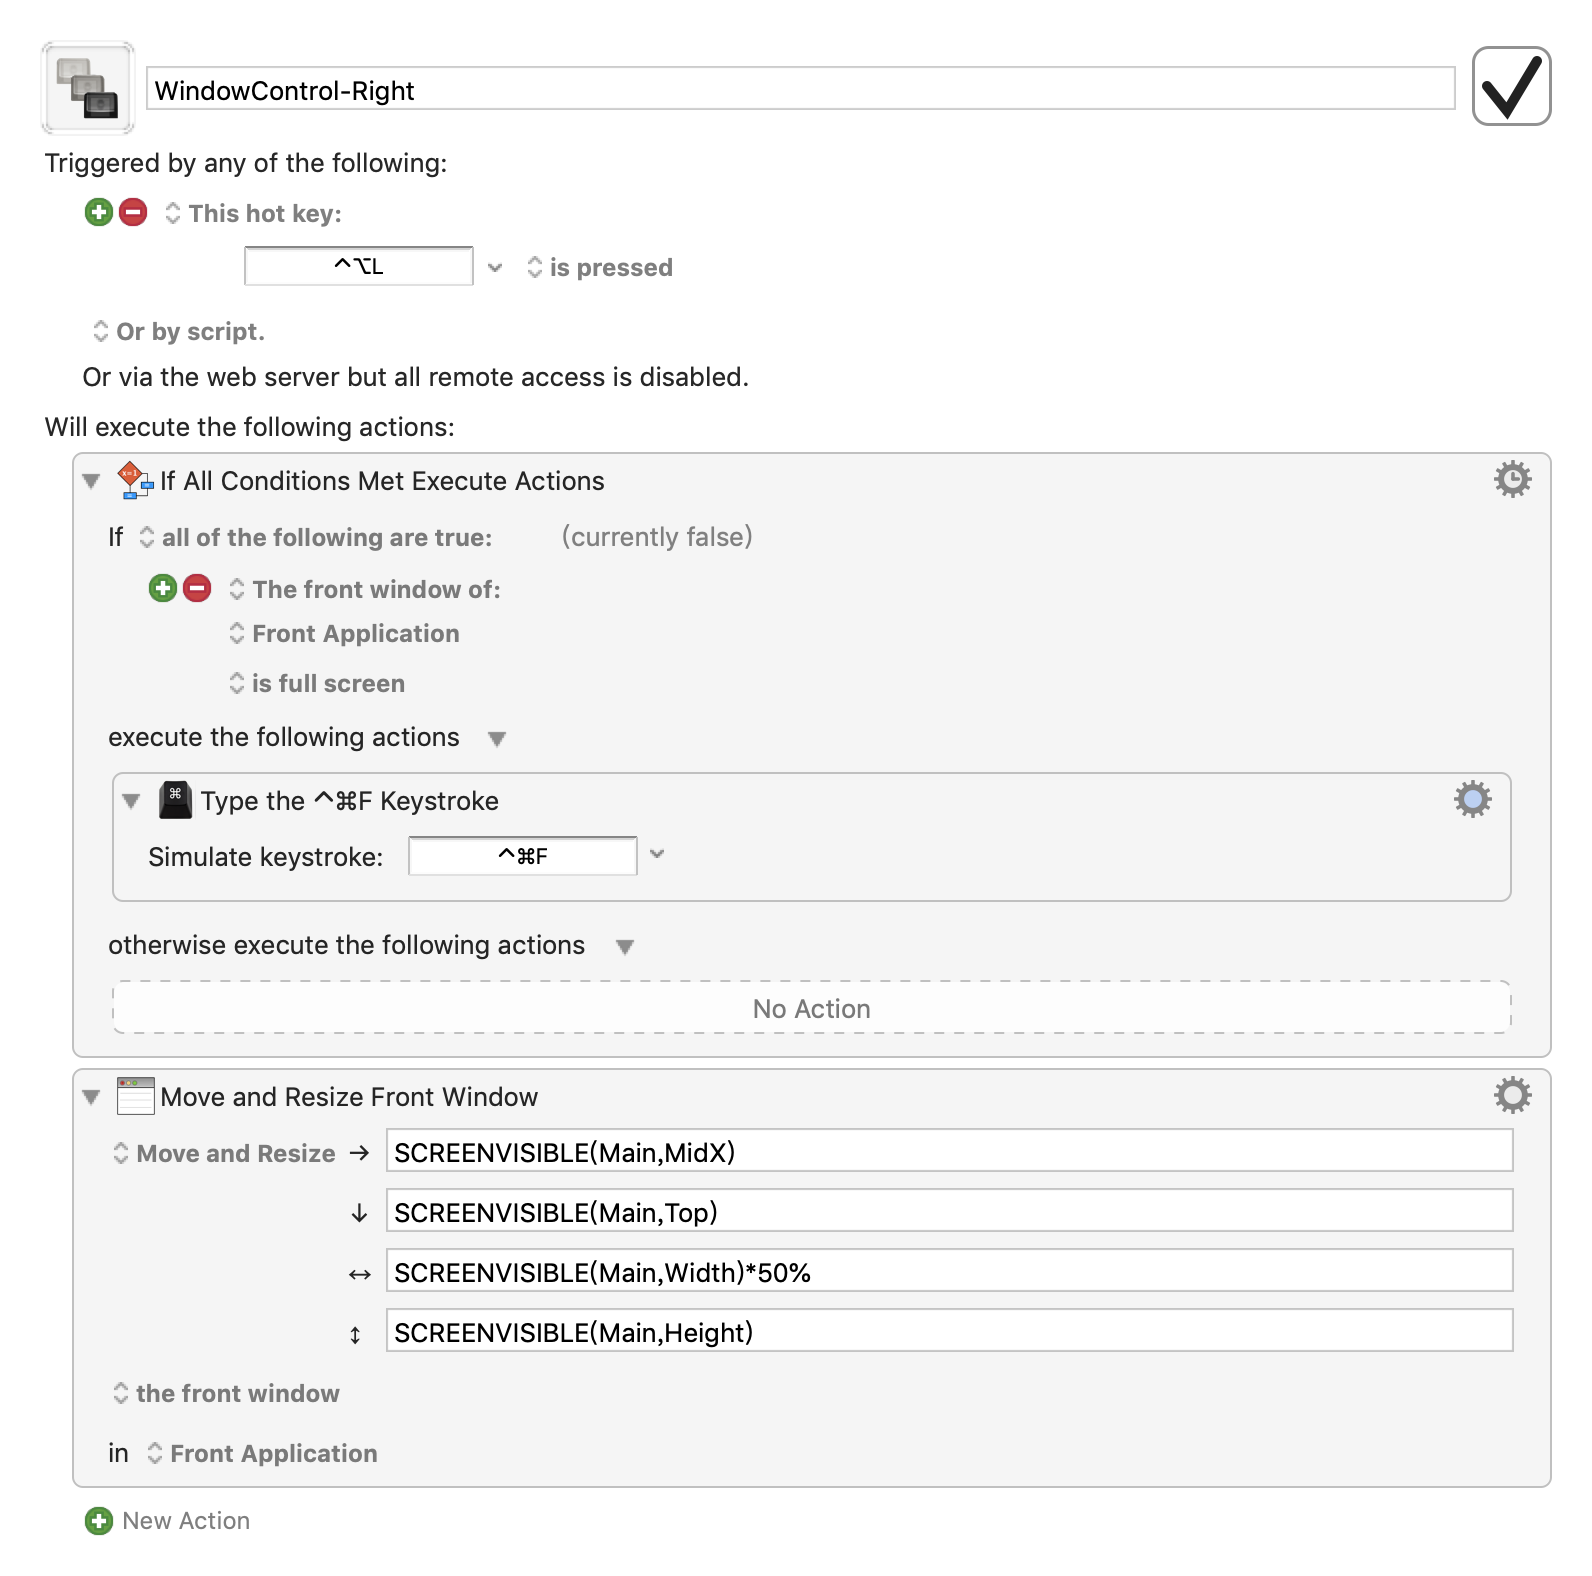 WindowControl-Right
Triggered by any of the following:
This hot key:
^⌥L is pressed
Or by script.
Or via the web server but all remote access is disabled.
Will execute the following actions:
x=1 If All Conditions Met Execute Actions
If all of the following are true: (currently false)
The front window of:
Front Application
is full screen
execute the following actions
⌘ Type the ^⌘F Keystroke
Simulate keystroke: ^⌘F
otherwise execute the following actions
No Action
Move and Resize Front Window
Move and Resize → SCREENVISIBLE(Main,MidX)
↓ SCREENVISIBLE(Main,Top)
↔ SCREENVISIBLE(Main,Width)*50%
↕ SCREENVISIBLE(Main,Height)
the front window
in Front Application
New Action